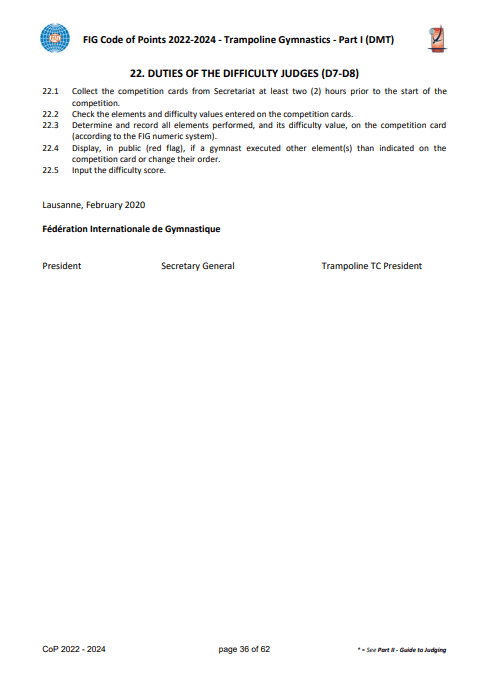 FIG Code of Points 2022-2024 - Trampoline Gymnastics - Part I (DMT)
22. DUTIES OF THE DIFFICULTY JUDGES (D7-D8)
22.1 Collect the competition cards from Secretariat at least two (2) hours prior to the start of the
competition.
22.2 Check the elements and difficulty values entered on the competition cards.
22.3 Determine and record all elements performed, and its difficulty value, on the competition card
(according to the FIG numeric system).
22.4 Display, in public (red flag), if a gymnast executed other element(s) than indicated on the
competition card or change their order.
22.5 Input the difficulty score.
Lausanne, February 2020
Fédération Internationale de Gymnastique
President Secretary General Trampoline TC President
CoP 2022 - 2024 page 36 of 62 * = See Part II - Guide to Judging